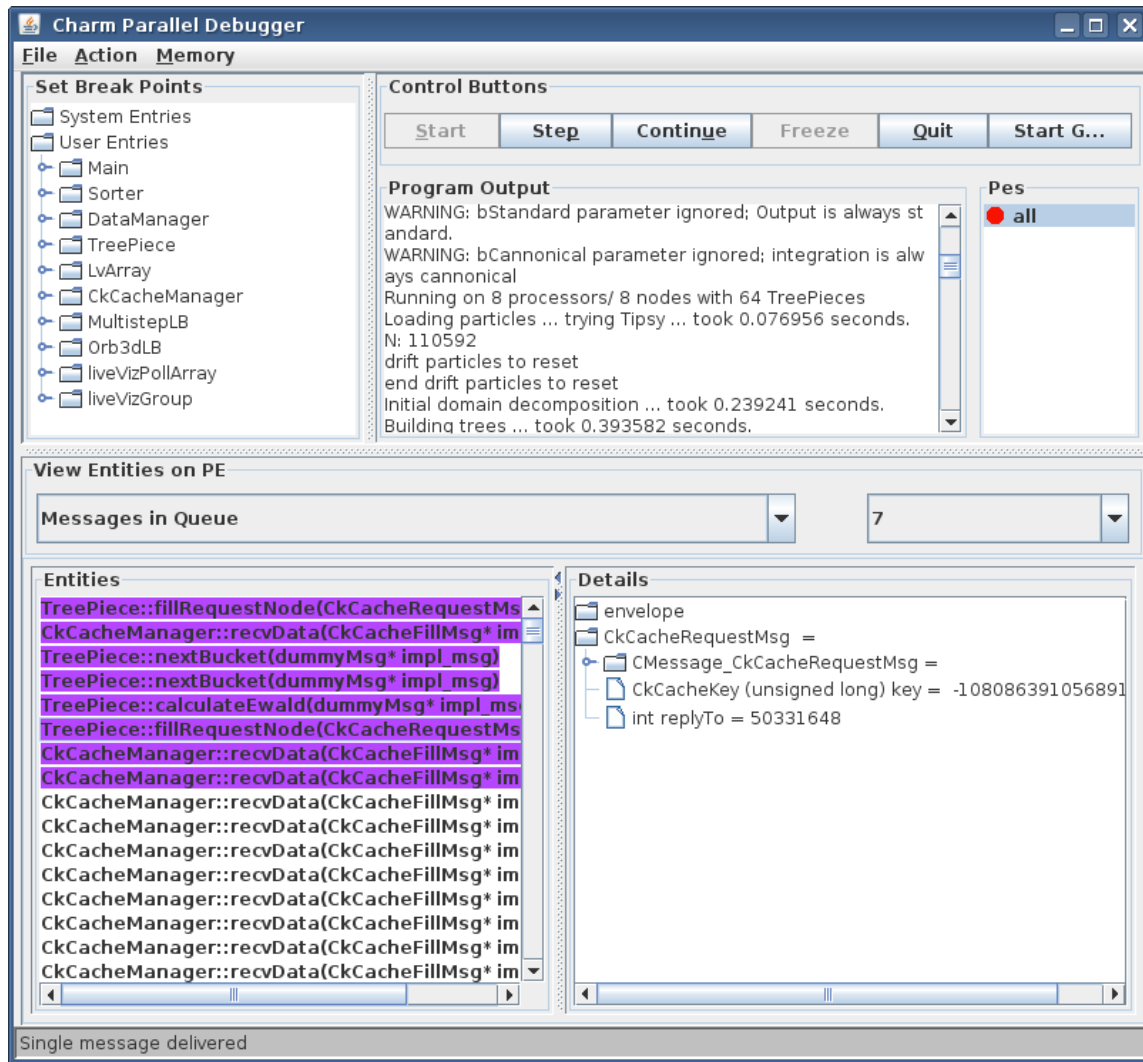 Charm Parallel Debugger
File Action Memory
Set Break Points
System Entries
User Entries
Main
Sorter
DataManager
TreePiece
LvArray
CkCacheManager
MultistepLB
Orb3dLB
liveVizPollArray
liveVizGroup
Control Buttons
Start Step Continue Freeze Quit Start G...
Program Output
WARNING: bStandard parameter ignored; Output is always st
andard.
WARNING: bCannonical parameter ignored; integration is alw
ays cannonical
Running on 8 processors/ 8 nodes with 64 TreePieces
Loading particles ... trying Tipsy ... took 0.076956 seconds.
N: 110592
drift particles to reset
end drift particles to reset
Initial domain decomposition ... took 0.239241 seconds.
Building trees ... took 0.393582 seconds.
Pes
all
View Entities on PE
Messages in Queue
7
Entities
TreePiece::fillRequestNode(CkCacheRequestMs
CkCacheManager::recvData(CkCacheFillMsg* im
TreePiece::nextBucket(dummyMsg* impl_msg)
TreePiece::nextBucket(dummyMsg* impl_msg)
TreePiece::calculateEwald(dummyMsg* impl_ms
TreePiece::fillRequestNode(CkCacheRequestMs
CkCacheManager::recvData(CkCacheFillMsg* im
CkCacheManager::recvData(CkCacheFillMsg* im
CkCacheManager::recvData(CkCacheFillMsg* im
CkCacheManager::recvData(CkCacheFillMsg* im
CkCacheManager::recvData(CkCacheFillMsg* im
CkCacheManager::recvData(CkCacheFillMsg* im
CkCacheManager::recvData(CkCacheFillMsg* im
CkCacheManager::recvData(CkCacheFillMsg* im
CkCacheManager::recvData(CkCacheFillMsg* im
CkCacheManager::recvData(CkCacheFillMsg* im
Details
envelope
CkCacheRequestMsg =
CMessage_CkCacheRequestMsg =
CkCacheKey (unsigned long) key = -108086391056891
int replyTo = 50331648
Single message delivered